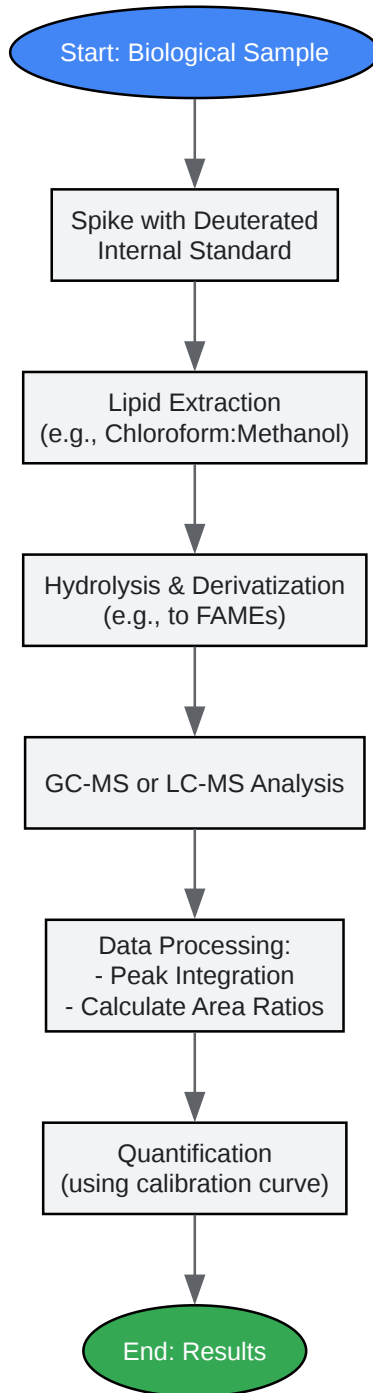 Start: Biological Sample
Spike with Deuterated
Internal Standard
Lipid Extraction
(e.g., Chloroform:Methanol)
Hydrolysis & Derivatization
(e.g., to FAMEs)
GC-MS or LC-MS Analysis
Data Processing:
- Peak Integration
- Calculate Area Ratios
Quantification
(using calibration curve)
End: Results